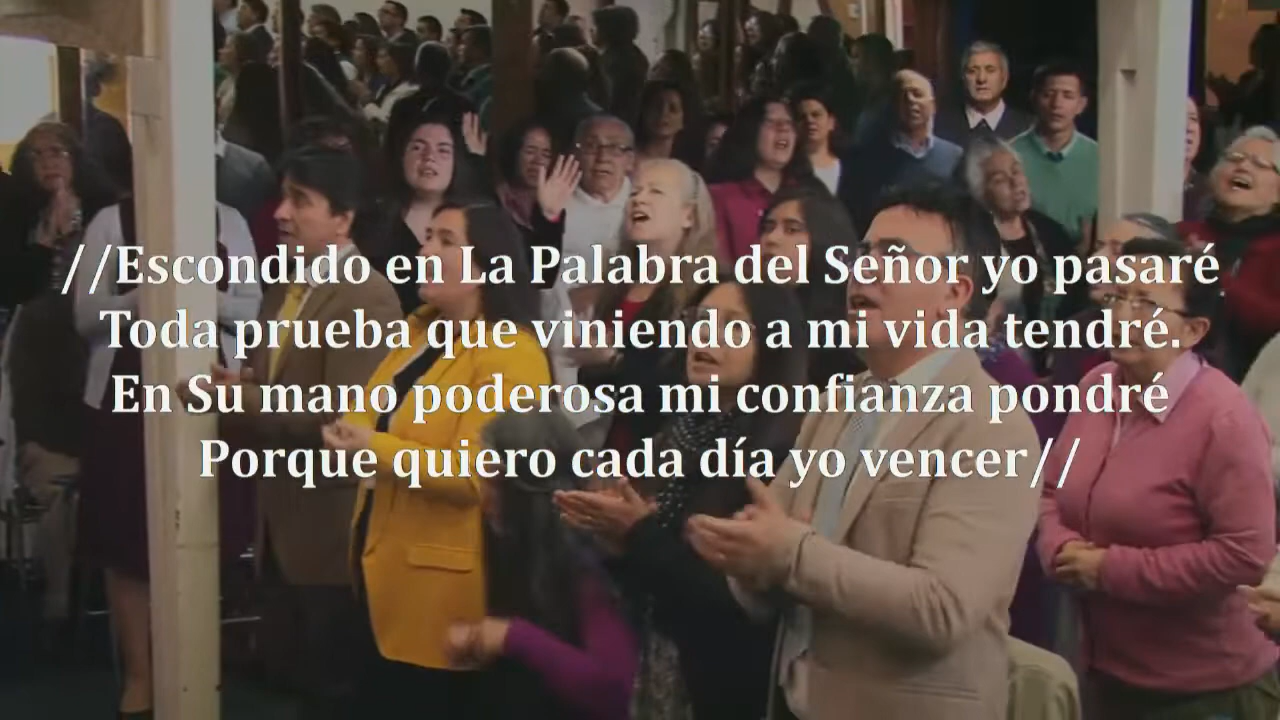 //Escondido en La Palabra del Señor yo pasaré
Toda prueba que viniendo a mi vida tendré.
En Su mano poderosa mi confianza pondré
Porque quiero cada día yo vencer//